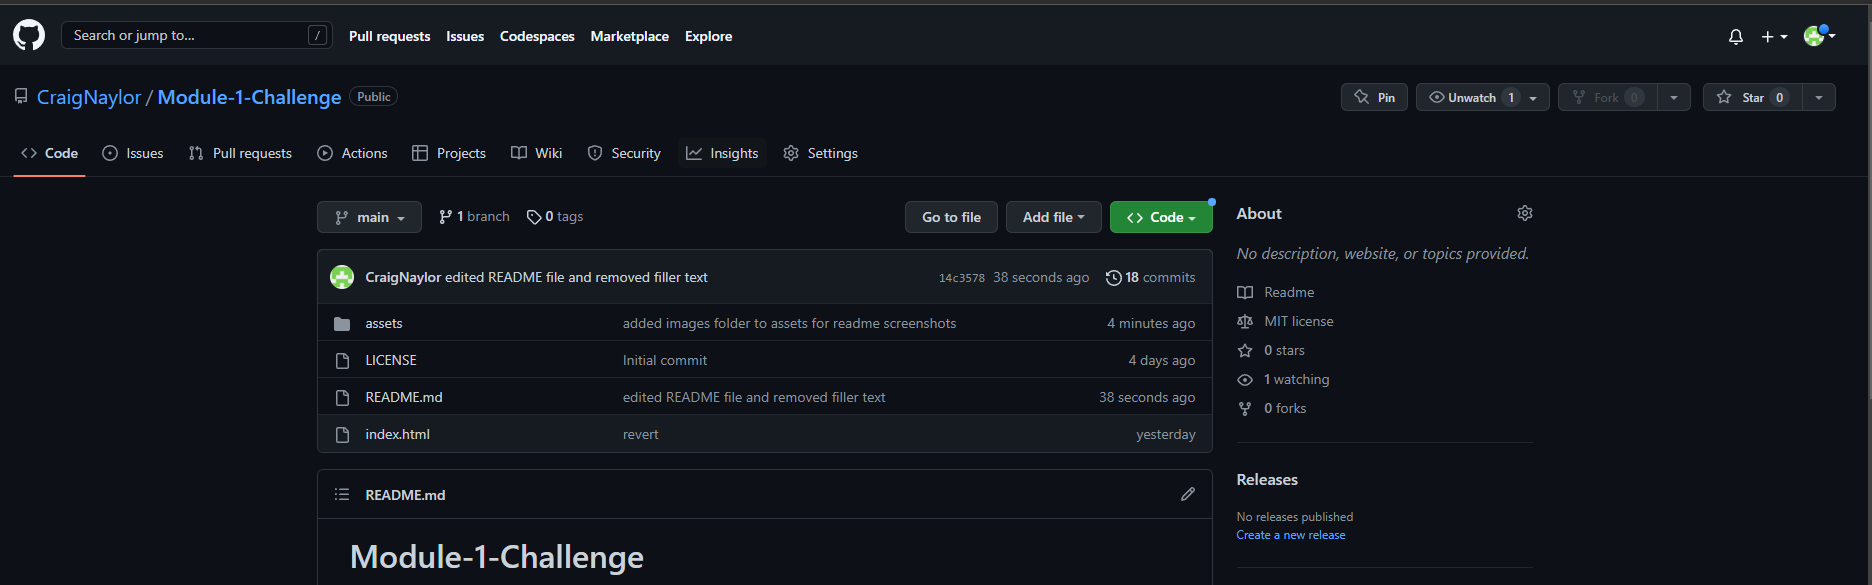 Search or jump to... /
Pull requests Issues Codespaces Marketplace Explore
CraigNaylor / Module-1-Challenge Public
Pin Unwatch 1 Fork 0 Star 0
Code Issues Pull requests Actions Projects Wiki Security Insights Settings
main 1 branch 0 tags Go to file Add file Code
CraigNaylor edited README file and removed filler text 14c3578 38 seconds ago 18 commits
assets added images folder to assets for readme screenshots 4 minutes ago
LICENSE Initial commit 4 days ago
README.md edited README file and removed filler text 38 seconds ago
index.html revert yesterday
README.md
Module-1-Challenge
About
No description, website, or topics provided.
Readme
MIT license
0 stars
1 watching
0 forks
Releases
No releases published
Create a new release